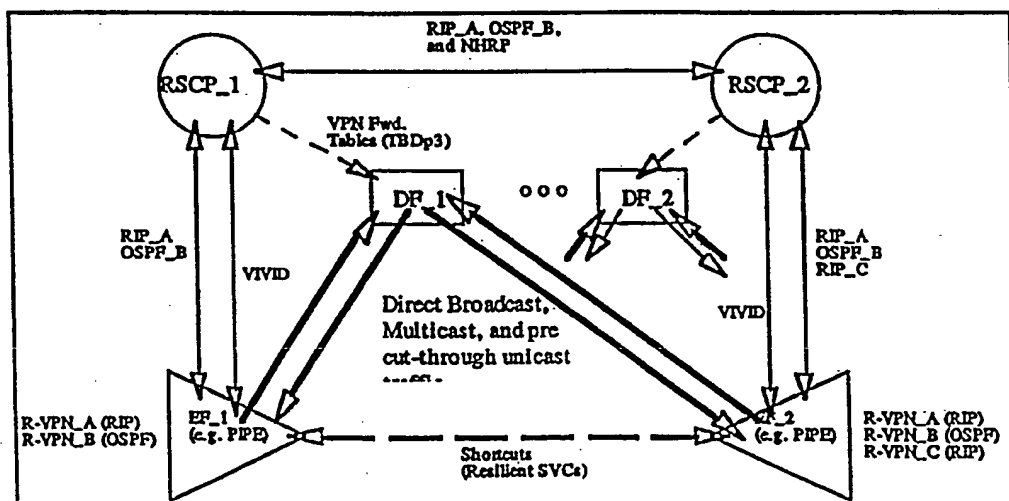 RIP_A, OSPF_B,
and NHRP
RSCP_1
RSCP_2
VPN Fwd.
Tables (TBDp3)
DF_1
o o o
DF_2
RIP_A
OSPF_B
VIVID
RIP_A
OSPF_B
RIP_C
VIVID
Direct Broadcast,
Multicast, and pre
cut-through unicast
R-VPN_A (RIP)
R-VPN_B (OSPF)
EF_1
(e.g. PIPE)
(e.g. PIPE)
R-VPN_A (RIP)
R-VPN_B (OSPF)
R-VPN_C (RIP)
Shortcuts
(Resilient SVCs)